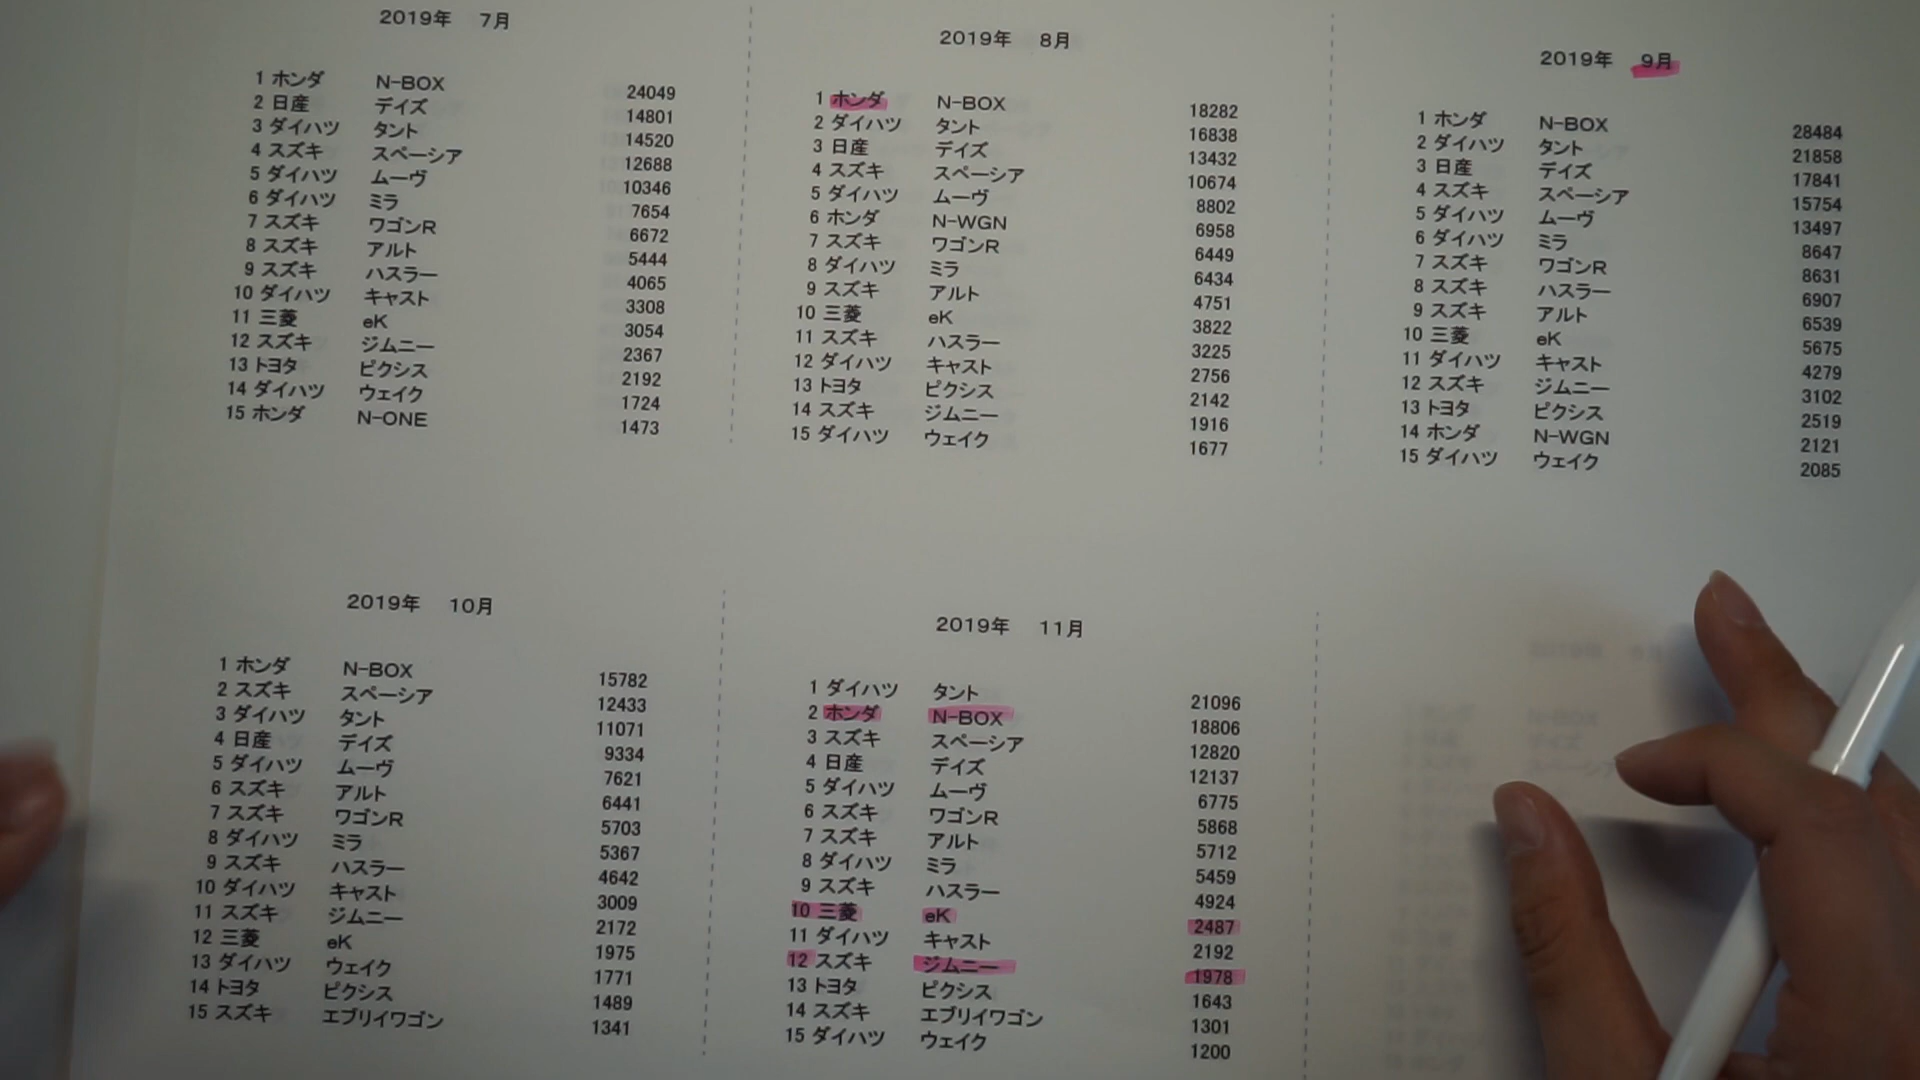 2019年 7月
1 ホンダ N-BOX 24049
2 日産 デイズ 14801
3 ダイハツ タント 14520
4 スズキ スペーシア 12688
5 ダイハツ ムーヴ 10346
6 ダイハツ ミラ 7654
7 スズキ ワゴンR 6672
8 スズキ アルト 5444
9 スズキ ハスラー 4065
10 ダイハツ キャスト 3308
11 三菱 eK 3054
12 スズキ ジムニー 2367
13 トヨタ ピクシス 2192
14 ダイハツ ウェイク 1724
15 ホンダ N-ONE 1473
2019年 8月
1 ホンダ N-BOX 18282
2 ダイハツ タント 16838
3 日産 デイズ 13432
4 スズキ スペーシア 10674
5 ダイハツ ムーヴ 8802
6 ホンダ N-WGN 6958
7 スズキ ワゴンR 6449
8 ダイハツ ミラ 6434
9 スズキ アルト 4751
10 三菱 eK 3822
11 スズキ ハスラー 3225
12 ダイハツ キャスト 2756
13 トヨタ ピクシス 2142
14 スズキ ジムニー 1916
15 ダイハツ ウェイク 1677
2019年 9月
1 ホンダ N-BOX 28484
2 ダイハツ タント 21858
3 日産 デイズ 17841
4 スズキ スペーシア 15754
5 ダイハツ ムーヴ 13497
6 ダイハツ ミラ 8647
7 スズキ ワゴンR 8631
8 スズキ ハスラー 6907
9 スズキ アルト 6539
10 三菱 eK 5675
11 ダイハツ キャスト 4279
12 スズキ ジムニー 3102
13 トヨタ ピクシス 2519
14 ホンダ N-WGN 2121
15 ダイハツ ウェイク 2085
2019年 10月
1 ホンダ N-BOX 15782
2 スズキ スペーシア 12433
3 ダイハツ タント 11071
4 日産 デイズ 9334
5 ダイハツ ムーヴ 7621
6 スズキ アルト 6441
7 スズキ ワゴンR 5703
8 ダイハツ ミラ 5367
9 スズキ ハスラー 4642
10 ダイハツ キャスト 3009
11 スズキ ジムニー 2172
12 三菱 eK 1975
13 ダイハツ ウェイク 1771
14 トヨタ ピクシス 1489
15 スズキ エブリイワゴン 1341
2019年 11月
1 ダイハツ タント 21096
2 ホンダ N-BOX 18806
3 スズキ スペーシア 12820
4 日産 デイズ 12137
5 ダイハツ ムーヴ 6775
6 スズキ ワゴンR 5868
7 スズキ アルト 5712
8 ダイハツ ミラ 5459
9 スズキ ハスラー 4924
10 三菱 eK 2487
11 ダイハツ キャスト 2192
12 スズキ ジムニー 1978
13 トヨタ ピクシス 1643
14 スズキ エブリイワゴン 1301
15 ダイハツ ウェイク 1200